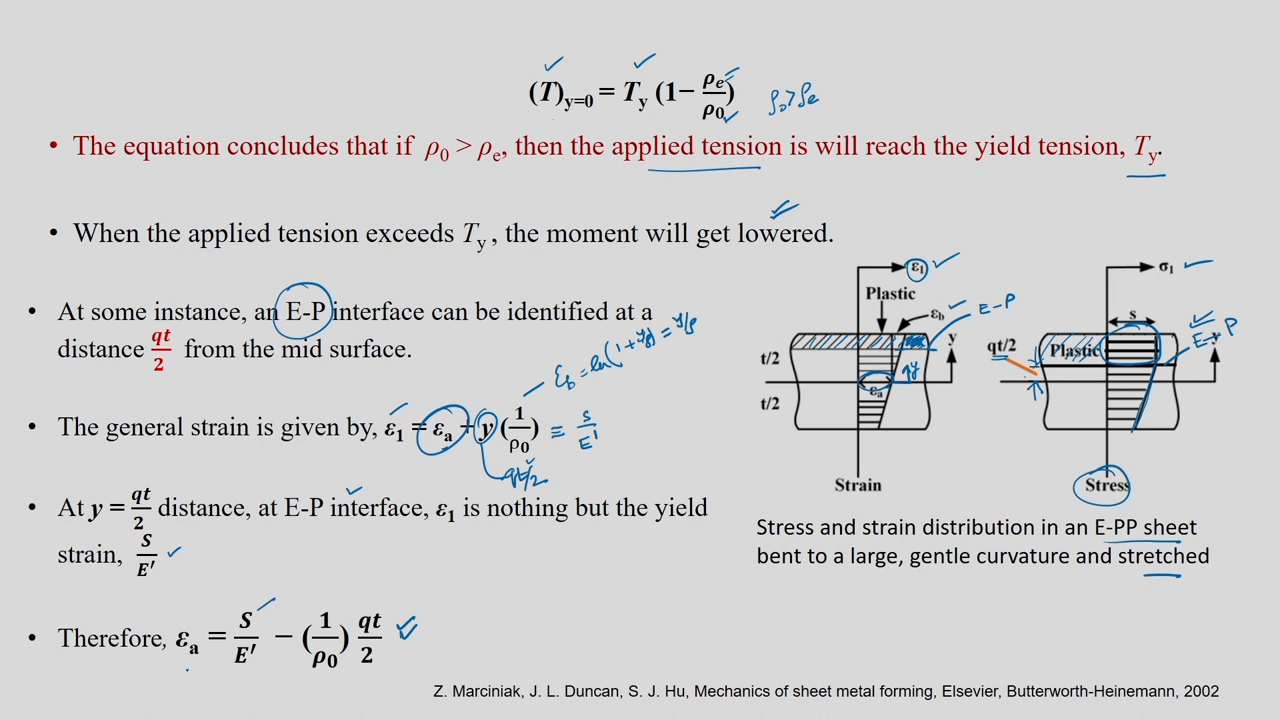 (T)y=0 = Ty (1− ρe/ρ0)
ρ0 > ρe
• The equation concludes that if ρ0 > ρe, then the applied tension is will reach the yield tension, Ty.
• When the applied tension exceeds Ty, the moment will get lowered.
• At some instance, an E-P interface can be identified at a
distance qt/2 from the mid surface.
εb = ln(1 + y/ρ) = y/ρ
• The general strain is given by, ε1 = εa + y (1/ρ0) ≡ S/E′
qt/2
• At y = qt/2 distance, at E-P interface, ε1 is nothing but the yield
strain, S/E′
• Therefore, εa = S/E′ − (1/ρ0) qt/2
ε1
Plastic
εb
E-P
y
t/2
εa
t/2
Strain
σ1
s
E-P
y
qt/2
Plastic
Stress
Stress and strain distribution in an E-PP sheet
bent to a large, gentle curvature and stretched
Z. Marciniak, J. L. Duncan, S. J. Hu, Mechanics of sheet metal forming, Elsevier, Butterworth-Heinemann, 2002